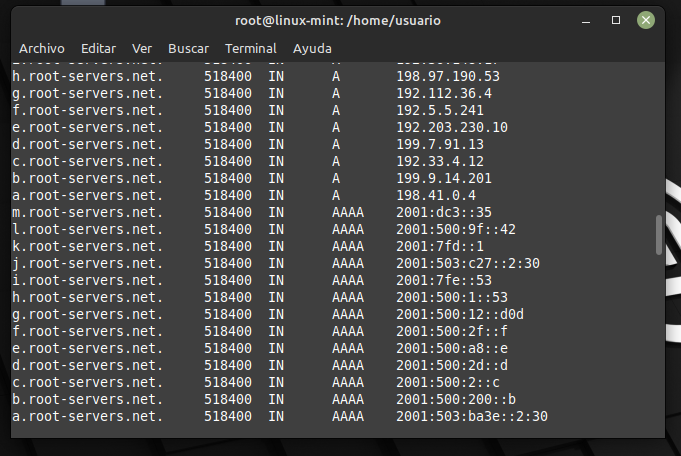 root@linux-mint: /home/usuario
Archivo Editar Ver Buscar Terminal Ayuda
h.root-servers.net. 518400 IN A 198.97.190.53
g.root-servers.net. 518400 IN A 192.112.36.4
f.root-servers.net. 518400 IN A 192.5.5.241
e.root-servers.net. 518400 IN A 192.203.230.10
d.root-servers.net. 518400 IN A 199.7.91.13
c.root-servers.net. 518400 IN A 192.33.4.12
b.root-servers.net. 518400 IN A 199.9.14.201
a.root-servers.net. 518400 IN A 198.41.0.4
m.root-servers.net. 518400 IN AAAA 2001:dc3::35
l.root-servers.net. 518400 IN AAAA 2001:500:9f::42
k.root-servers.net. 518400 IN AAAA 2001:7fd::1
j.root-servers.net. 518400 IN AAAA 2001:503:c27::2:30
i.root-servers.net. 518400 IN AAAA 2001:7fe::53
h.root-servers.net. 518400 IN AAAA 2001:500:1::53
g.root-servers.net. 518400 IN AAAA 2001:500:12::d0d
f.root-servers.net. 518400 IN AAAA 2001:500:2f::f
e.root-servers.net. 518400 IN AAAA 2001:500:a8::e
d.root-servers.net. 518400 IN AAAA 2001:500:2d::d
c.root-servers.net. 518400 IN AAAA 2001:500:2::c
b.root-servers.net. 518400 IN AAAA 2001:500:200::b
a.root-servers.net. 518400 IN AAAA 2001:503:ba3e::2:30